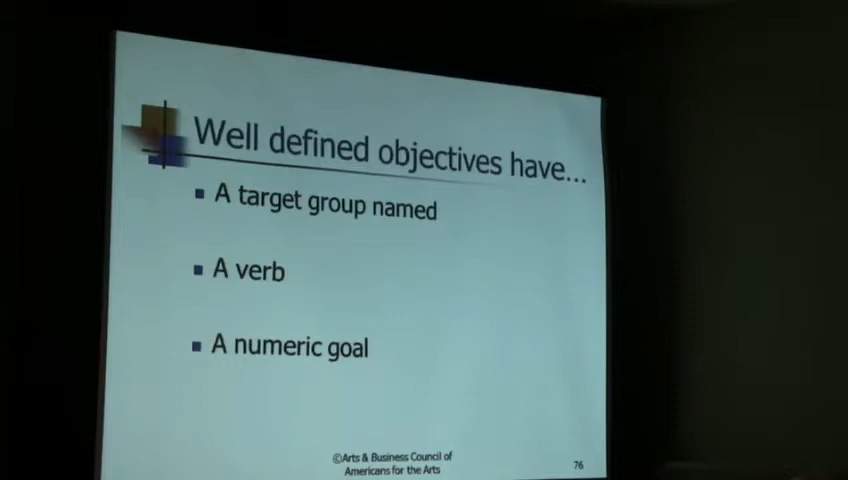 Well defined objectives have...
A target group named
A verb
A numeric goal
©Arts & Business Council of
Americans for the Arts
76